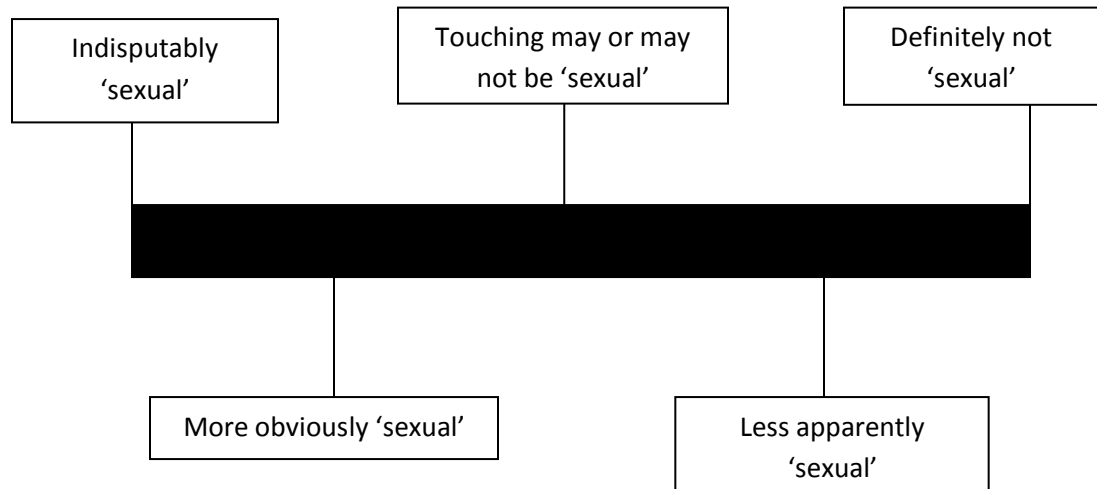 Indisputably
‘sexual’
Touching may or may
not be ‘sexual’
Definitely not
‘sexual’
More obviously ‘sexual’
Less apparently
‘sexual’